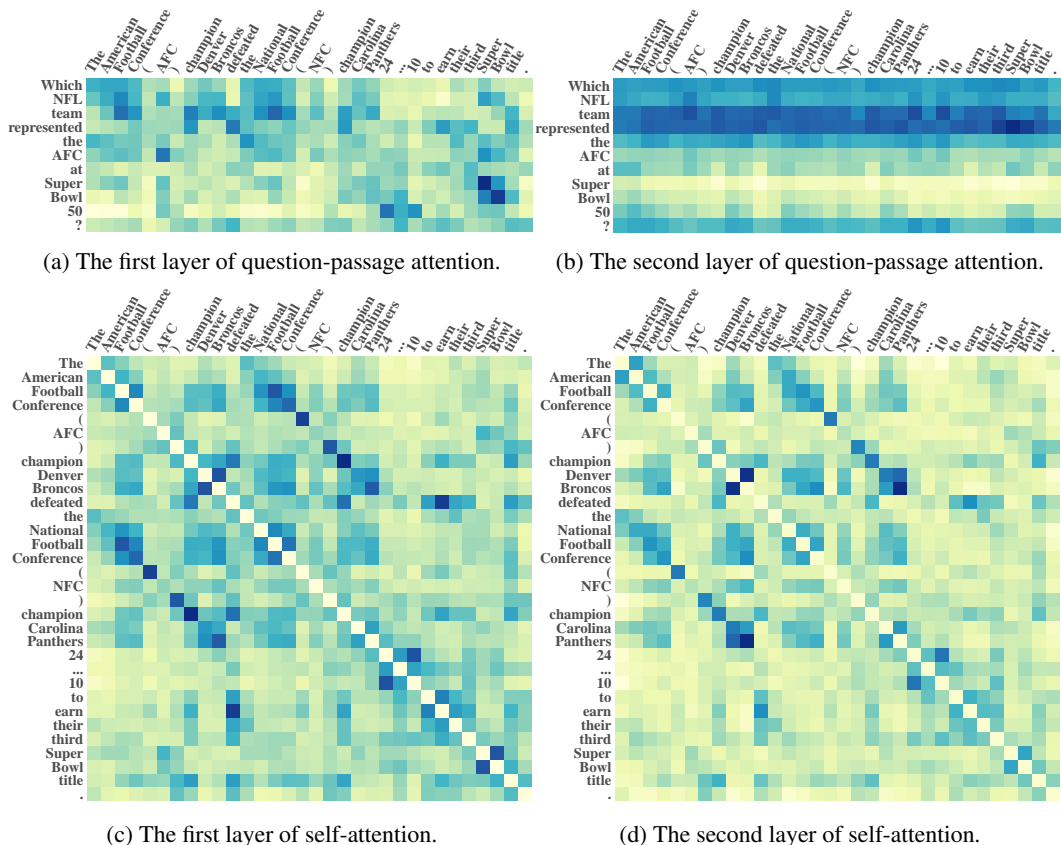 The American Football Conference ( AFC ) champion Denver Broncos defeated the National Football Conference ( NFC ) champion Carolina Panthers 24 ... 10 to earn their third Super Bowl title .
Which
NFL
team
represented
the
AFC
at
Super
Bowl
50
?
(a) The first layer of question-passage attention.
The American Football Conference ( AFC ) champion Denver Broncos defeated the National Football Conference ( NFC ) champion Carolina Panthers 24 ... 10 to earn their third Super Bowl title .
Which
NFL
team
represented
the
AFC
at
Super
Bowl
50
?
(b) The second layer of question-passage attention.
The American Football Conference ( AFC ) champion Denver Broncos defeated the National Football Conference ( NFC ) champion Carolina Panthers 24 ... 10 to earn their third Super Bowl title .
The
American
Football
Conference
(
AFC
)
champion
Denver
Broncos
defeated
the
National
Football
Conference
(
NFC
)
champion
Carolina
Panthers
24
...
10
to
earn
their
third
Super
Bowl
title
.
(c) The first layer of self-attention.
The American Football Conference ( AFC ) champion Denver Broncos defeated the National Football Conference ( NFC ) champion Carolina Panthers 24 ... 10 to earn their third Super Bowl title .
The
American
Football
Conference
(
AFC
)
champion
Denver
Broncos
defeated
the
National
Football
Conference
(
NFC
)
champion
Carolina
Panthers
24
...
10
to
earn
their
third
Super
Bowl
title
.
(d) The second layer of self-attention.